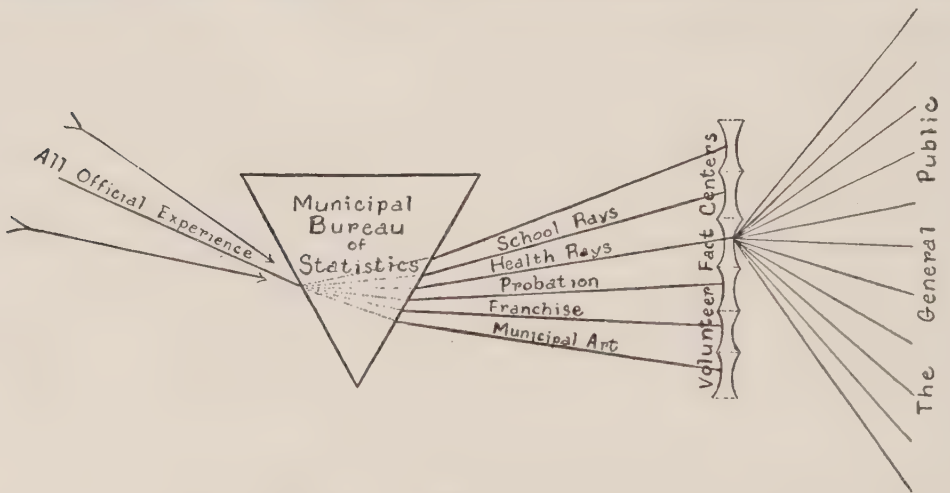 All Official Experience
Municipal
Bureau
of
Statistics
School Rays
Health Rays
Probation
Franchise
Municipal Art
Volunteer Fact Centers
The General Public